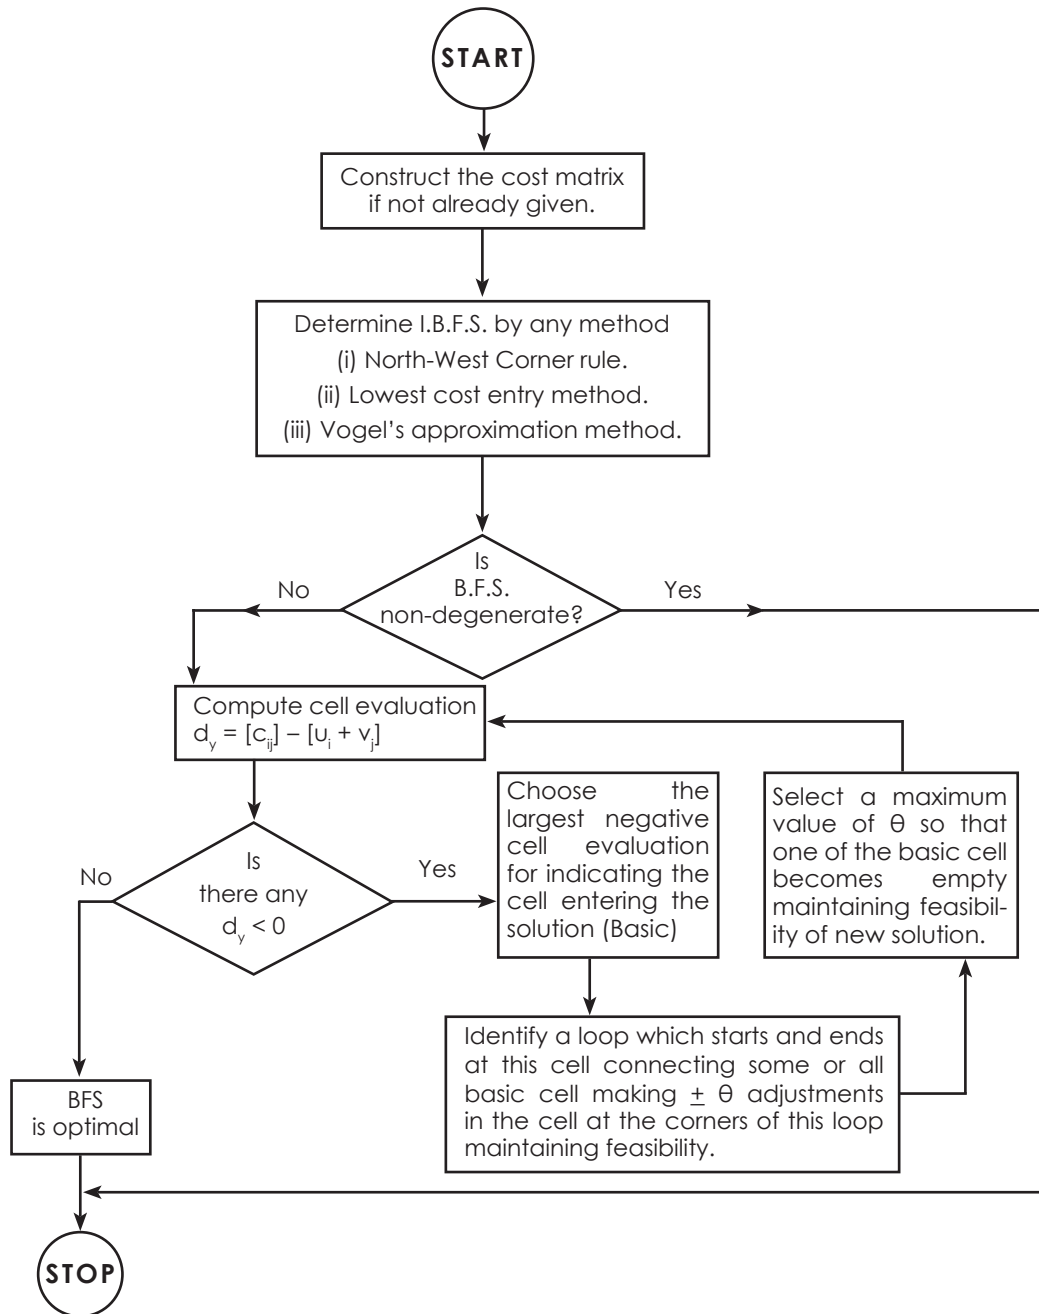 START
Construct the cost matrix
if not already given.
Determine I.B.F.S. by any method
(i) North-West Corner rule.
(ii) Lowest cost entry method.
(iii) Vogel’s approximation method.
Is
B.F.S.
non-degenerate?
No
Yes
Compute cell evaluation
d_y = [c_ij] – [u_i + v_j]
Is
there any
d_y < 0
No
Yes
Choose the
largest negative
cell evaluation
for indicating the
cell entering the
solution (Basic)
Select a maximum
value of θ so that
one of the basic cell
becomes empty
maintaining feasibil-
ity of new solution.
Identify a loop which starts and ends
at this cell connecting some or all
basic cell making ± θ adjustments
in the cell at the corners of this loop
maintaining feasibility.
BFS
is optimal
STOP